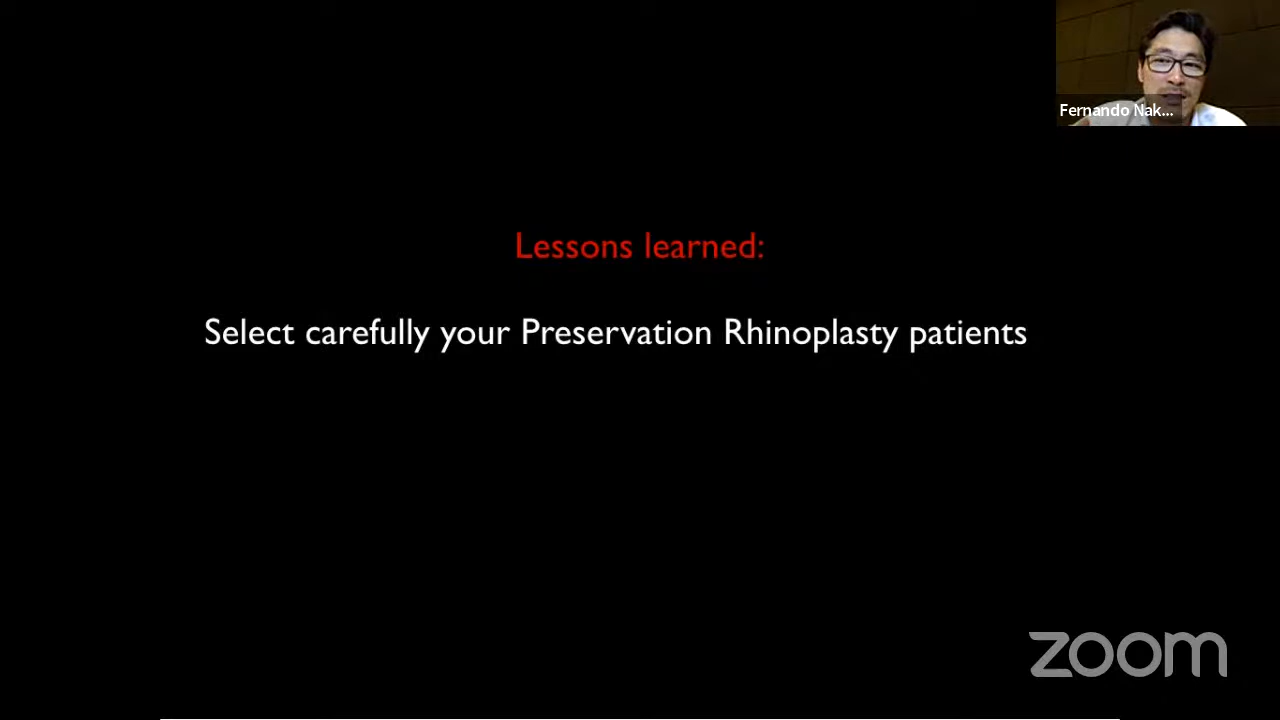 Fernando Nak...
Lessons learned:
Select carefully your Preservation Rhinoplasty patients
zoom